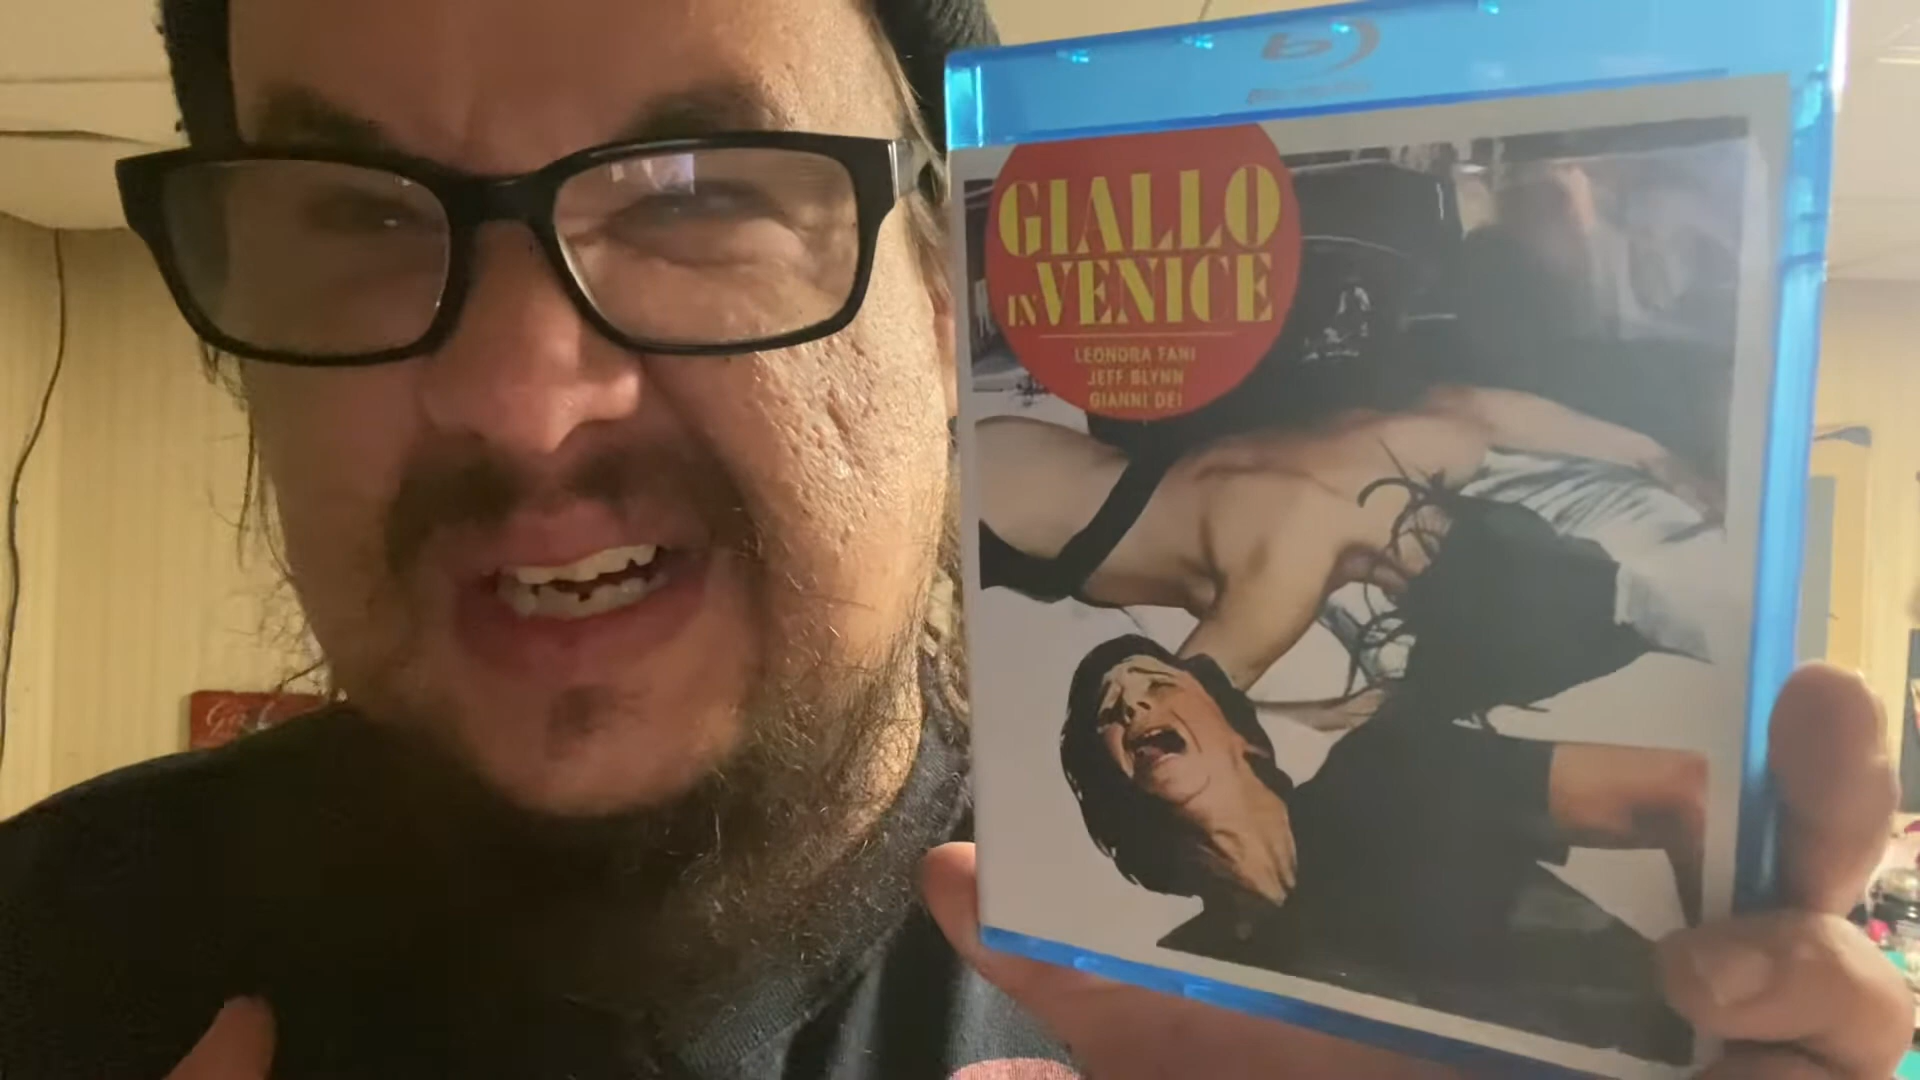 GIALLO
IN VENICE
LEONORA FANI
JEFF BLYNN
GIANNI DEI